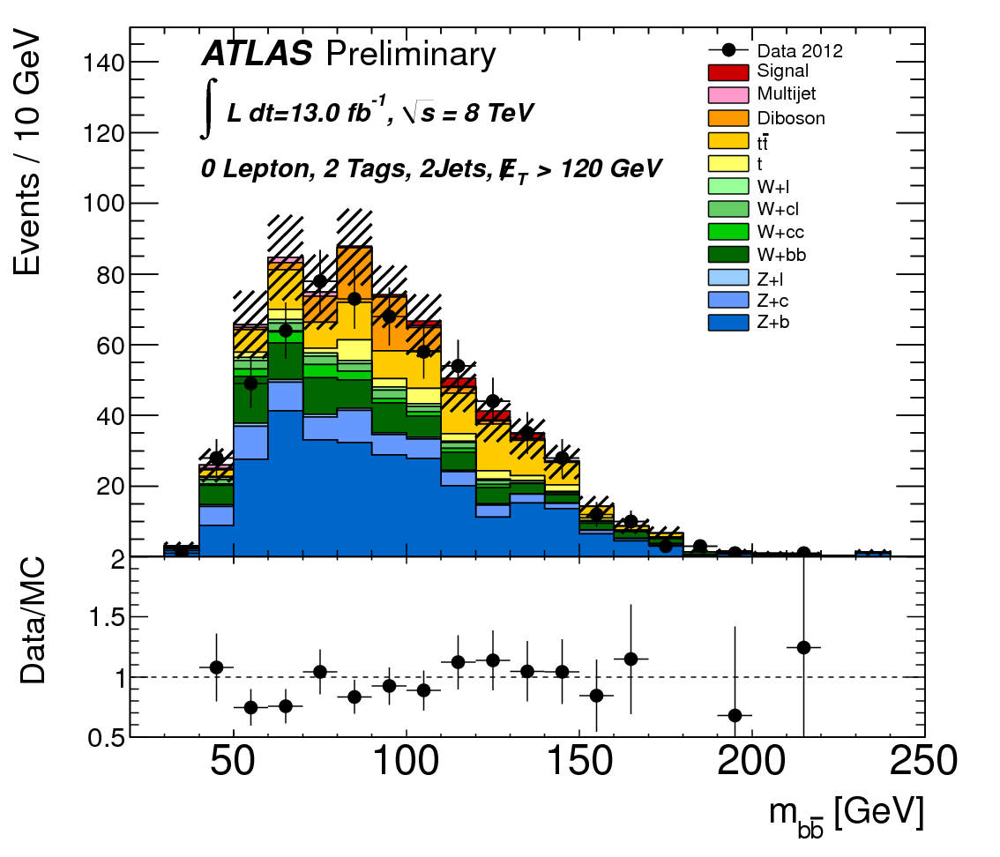 ATLAS Preliminary
∫ L dt=13.0 fb⁻¹, √s = 8 TeV
0 Lepton, 2 Tags, 2Jets, E̸_T > 120 GeV
Data 2012
Signal
Multijet
Diboson
tt̄
t
W+l
W+cl
W+cc
W+bb
Z+l
Z+c
Z+b
Events / 10 GeV
140
120
100
80
60
40
20
Data/MC
2
1.5
1
0.5
50 100 150 200 250
m_bb̄ [GeV]